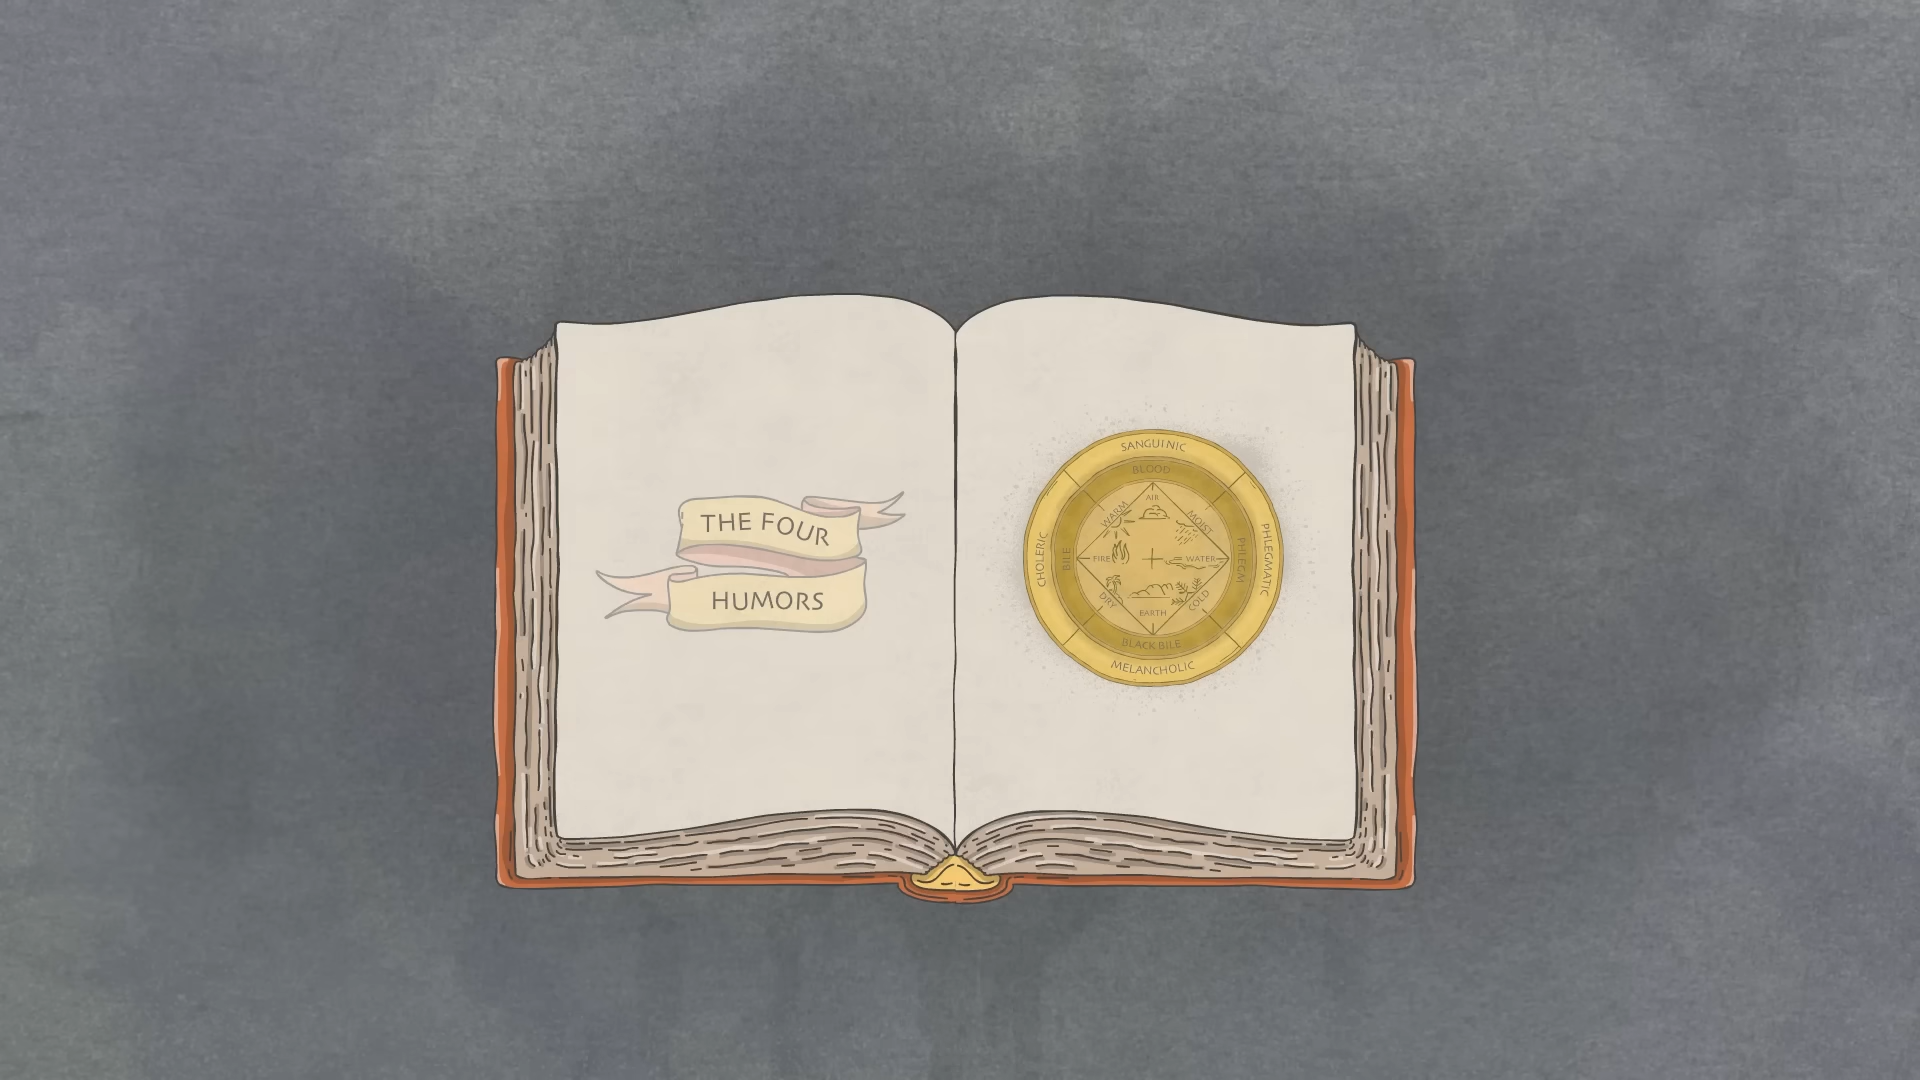 THE FOUR
HUMORS
SANGUINIC
BLOOD
AIR
WARM
MOIST
CHOLERIC
BILE
FIRE
WATER
PHLEGM
PHLEGMATIC
DRY
COLD
EARTH
BLACK BILE
MELANCHOLIC